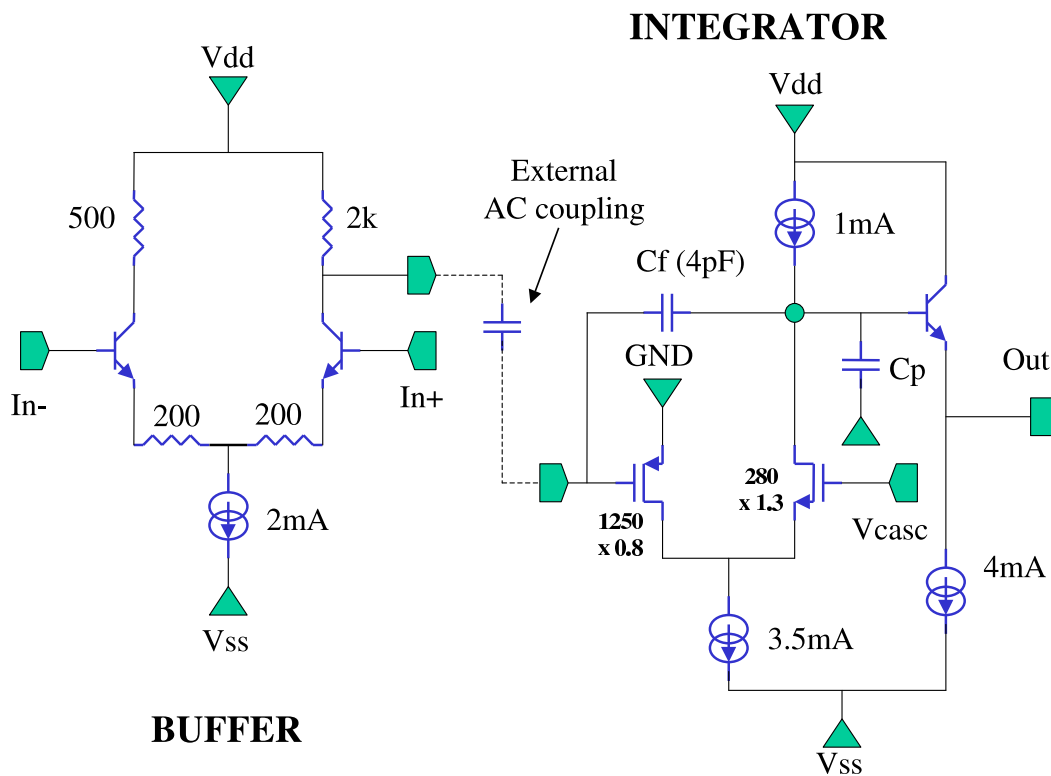 INTEGRATOR
Vdd
Vdd
External
AC coupling
500
2k
1mA
Cf (4pF)
GND
Cp
Out
In-
In+
200
200
280
x 1.3
1250
x 0.8
Vcasc
2mA
4mA
3.5mA
Vss
BUFFER
Vss